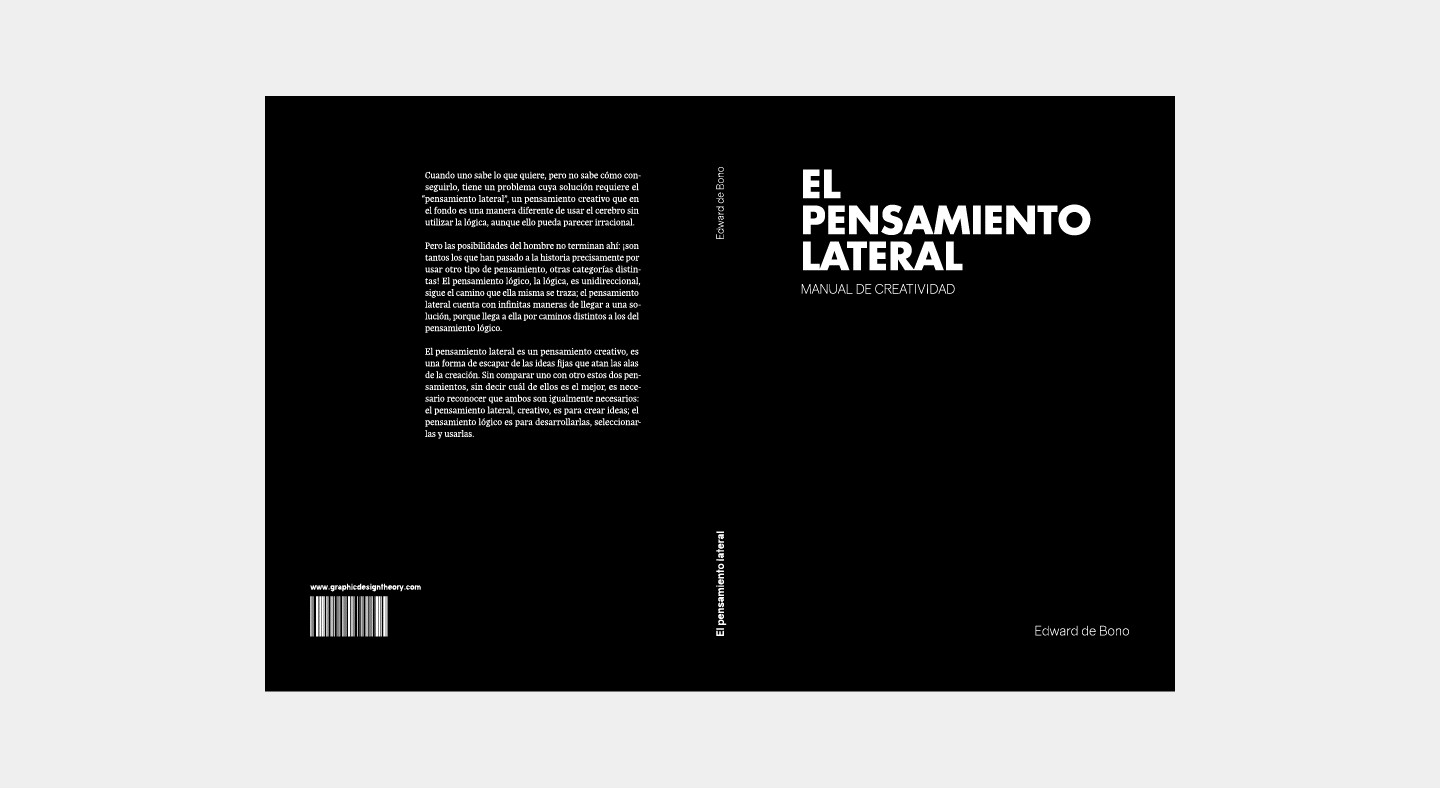 Cuando uno sabe lo que quiere, pero no sabe cómo con-
seguirlo, tiene un problema cuya solución requiere el
"pensamiento lateral", un pensamiento creativo que en
el fondo es una manera diferente de usar el cerebro sin
utilizar la lógica, aunque ello pueda parecer irracional.
Pero las posibilidades del hombre no terminan ahí: ¡son
tantos los que han pasado a la historia precisamente por
usar otro tipo de pensamiento, otras categorías distin-
tas! El pensamiento lógico, la lógica, es unidireccional,
sigue el camino que ella misma se traza; el pensamiento
lateral cuenta con infinitas maneras de llegar a una so-
lución, porque llega a ella por caminos distintos a los del
pensamiento lógico.
El pensamiento lateral es un pensamiento creativo, es
una forma de escapar de las ideas fijas que atan las alas
de la creación. Sin comparar uno con otro estos dos pen-
samientos, sin decir cuál de ellos es el mejor, es nece-
sario reconocer que ambos son igualmente necesarios:
el pensamiento lateral, creativo, es para crear ideas; el
pensamiento lógico es para desarrollarlas, seleccionar-
las y usarlas.
www.graphicdesigntheory.com
Edward de Bono
El pensamiento lateral
EL
PENSAMIENTO
LATERAL
MANUAL DE CREATIVIDAD
Edward de Bono